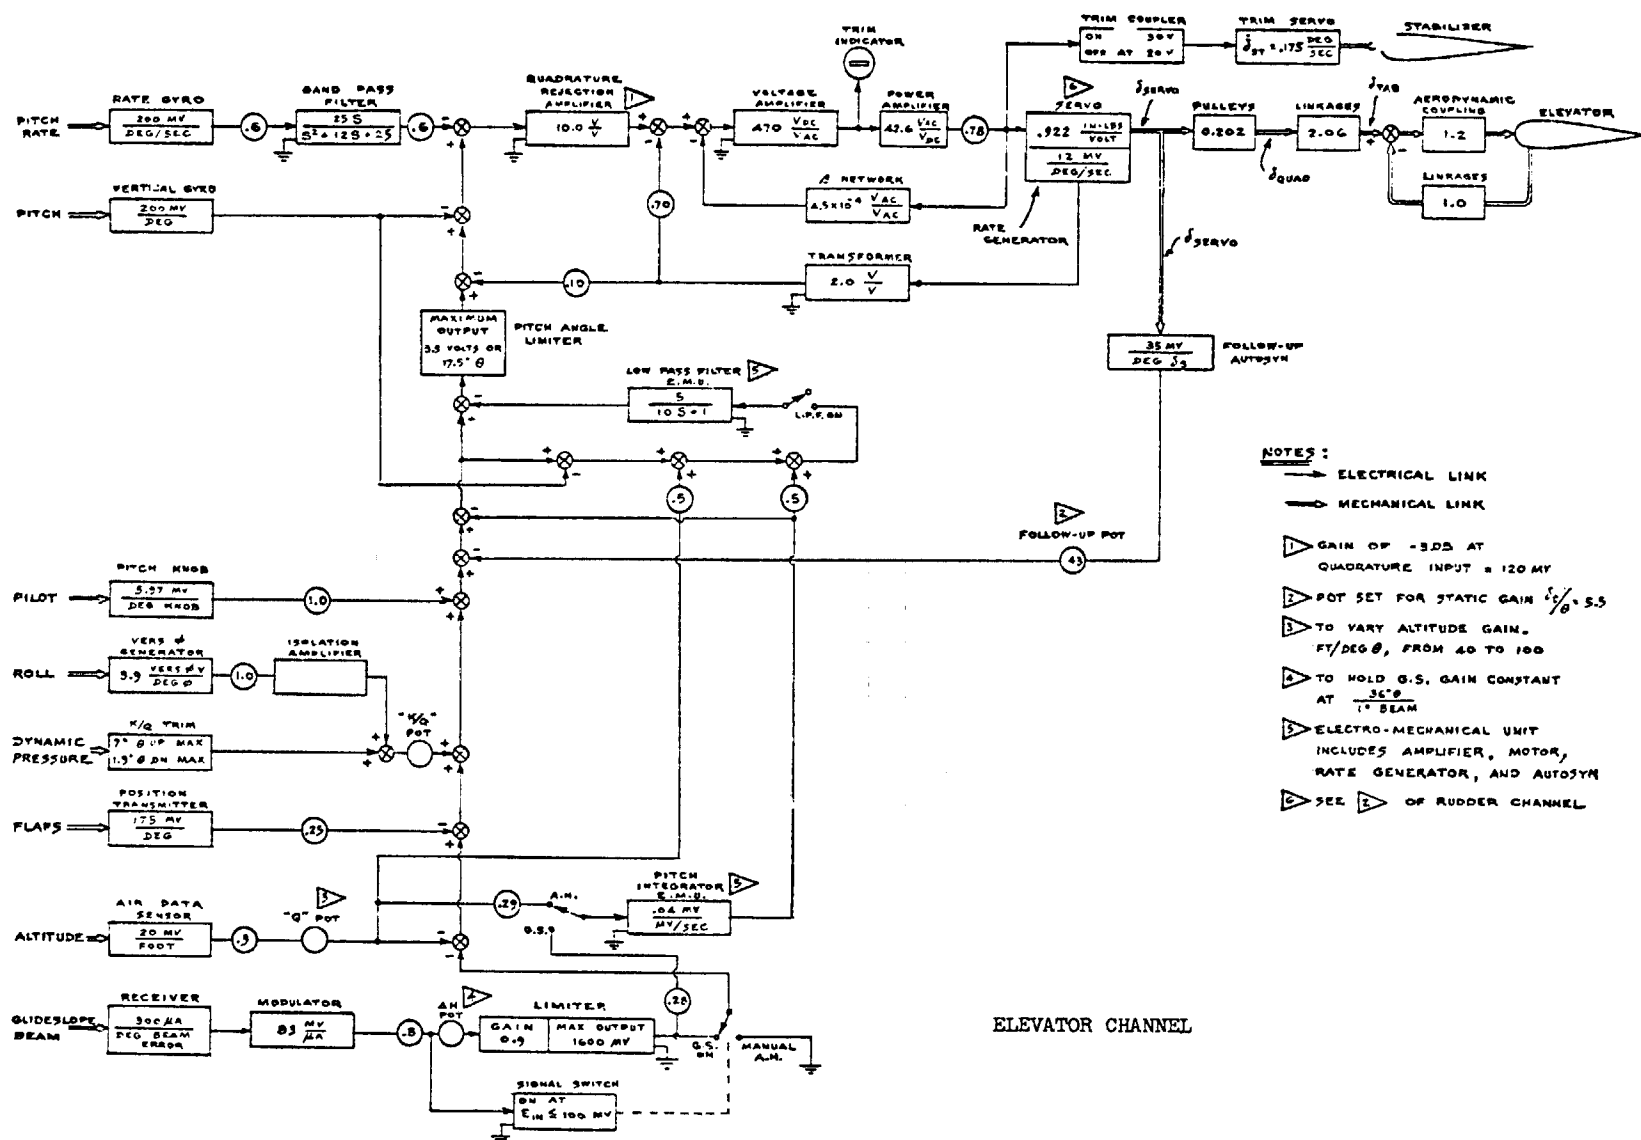 TRIM COUPLER
ON 30V
OFF AT 20V
TRIM SERVO
δ̇ST = .175 DEG/SEC
STABILIZER
TRIM INDICATOR
RATE GYRO
PITCH RATE
200 MV
DEG/SEC
.6
BAND PASS FILTER
25 S
S² + 12S + 25
.6
QUADRATURE REJECTION AMPLIFIER
1
10.0 V/V
VOLTAGE AMPLIFIER
470 VDC/VAC
POWER AMPLIFIER
42.6 VAC/VDC
.78
6
SERVO
.922 IN-LBS/VOLT
12 MV
DEG/SEC
δSERVO
PULLEYS
0.202
δQUAD
LINKAGES
2.06
δTAB
AERODYNAMIC COUPLING
1.2
ELEVATOR
LINKAGES
1.0
RATE GENERATOR
β NETWORK
4.5×10⁻⁴ VAC/VAC
.70
VERTICAL GYRO
PITCH
200 MV
DEG
TRANSFORMER
2.0 V/V
.10
δSERVO
MAXIMUM OUTPUT
3.5 VOLTS OR
17.5° θ
PITCH ANGLE LIMITER
35 MV
DEG δS
FOLLOW-UP AUTOSYN
LOW PASS FILTER
E.M.U.
5
5
10 S + 1
L.P.F. ON
.5
.5
2
FOLLOW-UP POT
.43
PITCH KNOB
PILOT
5.97 MV
DEG KNOB
1.0
VERS ϕ GENERATOR
ROLL
3.9 VERS ϕ V
DEG ϕ
1.0
ISOLATION AMPLIFIER
"K/Q" POT
K/Q TRIM
DYNAMIC PRESSURE
7° θ UP MAX
1.9° θ DN MAX
POSITION TRANSMITTER
FLAPS
175 MV
DEG
.25
AIR DATA SENSOR
ALTITUDE
20 MV
FOOT
.9
"Q" POT
3
.29
A.H.
G.S.
PITCH INTEGRATOR
E.M.U.
5
.04 MV
MV/SEC
.28
RECEIVER
GLIDESLOPE BEAM
300 μA
DEG BEAM ERROR
MODULATOR
83 MV/μA
.8
ΔH POT
4
LIMITER
GAIN 0.9
MAX OUTPUT 1600 MV
G.S. ON
MANUAL A.H.
SIGNAL SWITCH
ON AT
EIN ≤ 100 MV
NOTES:
ELECTRICAL LINK
MECHANICAL LINK
1 GAIN OF -3DB AT
QUADRATURE INPUT = 120 MV
2 POT SET FOR STATIC GAIN δt/θ = 5.5
3 TO VARY ALTITUDE GAIN.
FT/DEG θ, FROM 40 TO 100
4 TO HOLD G.S. GAIN CONSTANT
AT 36° θ / 1° BEAM
5 ELECTRO-MECHANICAL UNIT
INCLUDES AMPLIFIER, MOTOR,
RATE GENERATOR, AND AUTOSYN
6 SEE 2 OF RUDDER CHANNEL
ELEVATOR CHANNEL